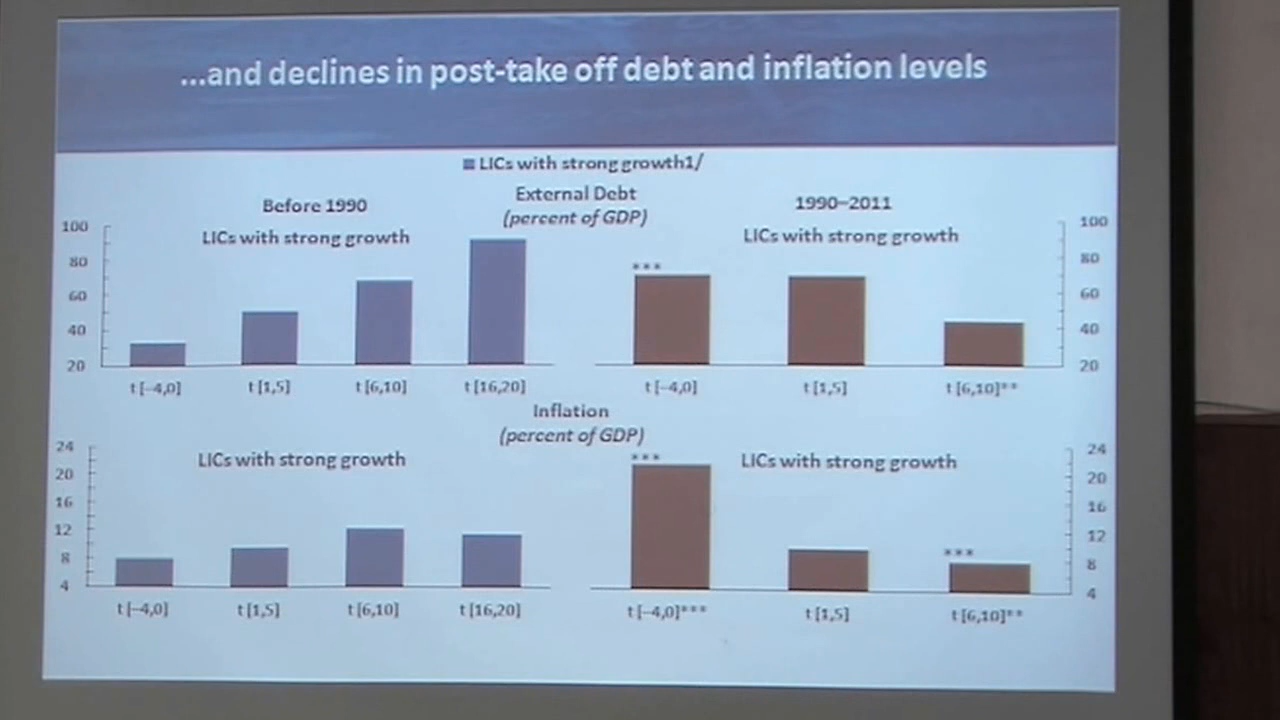 ...and declines in post-take off debt and inflation levels
LICs with strong growth1/
External Debt
(percent of GDP)
Before 1990
LICs with strong growth
100
80
60
40
20
t [–4,0] t [1,5] t [6,10] t [16,20]
1990–2011
LICs with strong growth
***
100
80
60
40
20
t [–4,0] t [1,5] t [6,10]**
Inflation
(percent of GDP)
LICs with strong growth
24
20
16
12
8
4
t [–4,0] t [1,5] t [6,10] t [16,20]
LICs with strong growth
***
***
24
20
16
12
8
4
t [–4,0]*** t [1,5] t [6,10]**